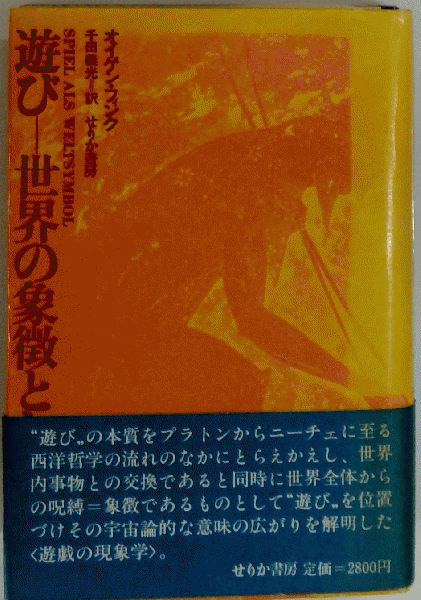 オイゲン・フィンク
千田義光=訳 せりか書房
SPIEL ALS WELTSYMBOL
遊び―世界の象徴と
“遊び„の本質をプラトンからニーチェに至る
西洋哲学の流れのなかにとらえかえし、世界
内事物との交換であると同時に世界全体から
の呪縛=象徴であるものとして“遊び„を位置
づけその宇宙論的な意味の広がりを解明した
〈遊戯の現象学〉。
せりか書房 定価=2800円